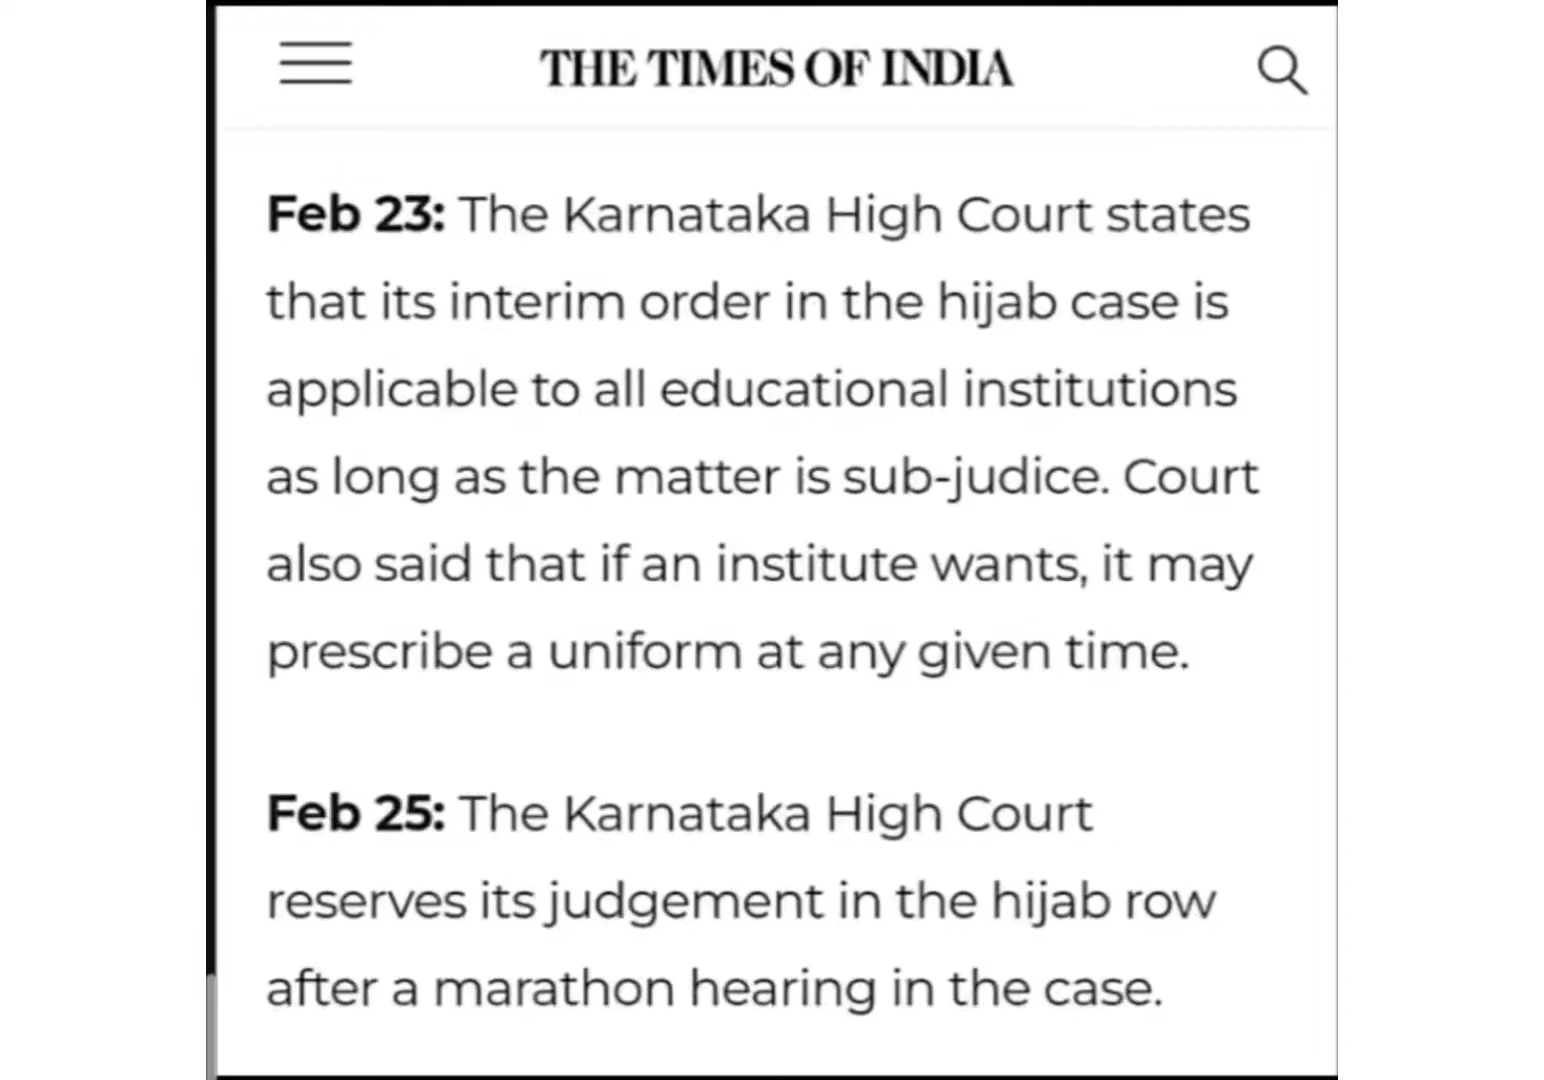 THE TIMES OF INDIA
Feb 23: The Karnataka High Court states
that its interim order in the hijab case is
applicable to all educational institutions
as long as the matter is sub-judice. Court
also said that if an institute wants, it may
prescribe a uniform at any given time.
Feb 25: The Karnataka High Court
reserves its judgement in the hijab row
after a marathon hearing in the case.